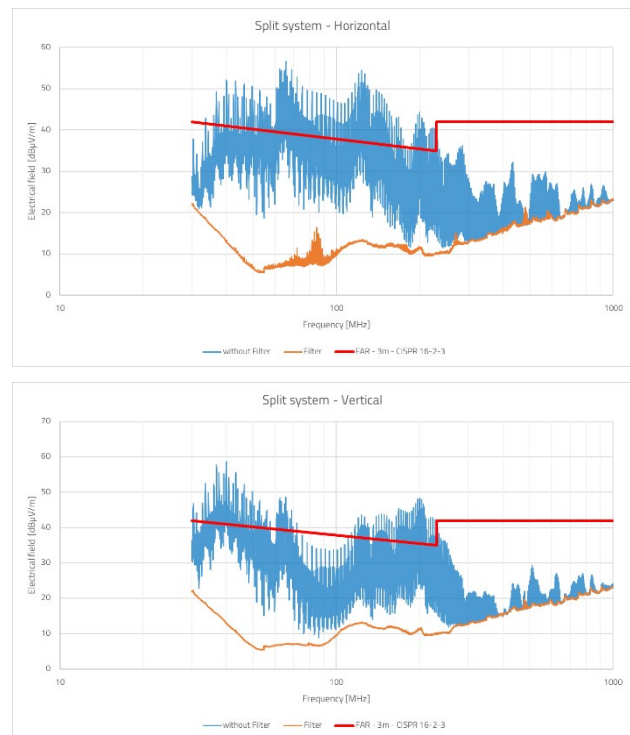 Split system - Horizontal
60
50
40
30
20
10
0
Electrical field [dBµV/m]
10 100 1000
Frequency [MHz]
without Filter Filter FAR - 3m - CISPR 16-2-3
Split system - Vertical
70
60
50
40
30
20
10
0
Electrical field [dBµV/m]
10 100 1000
Frequency [MHz]
without Filter Filter FAR - 3m - CISPR 16-2-3